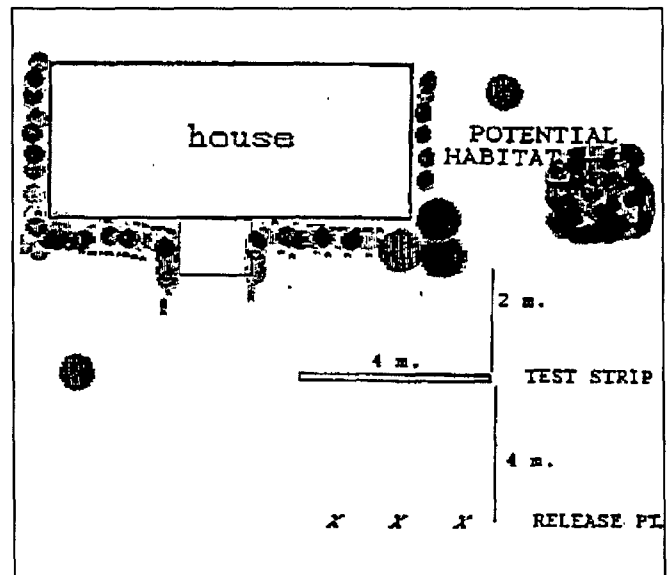 house
POTENTIAL
HABITAT
2 m.
4 m.
TEST STRIP
4 m.
x x x RELEASE PT.